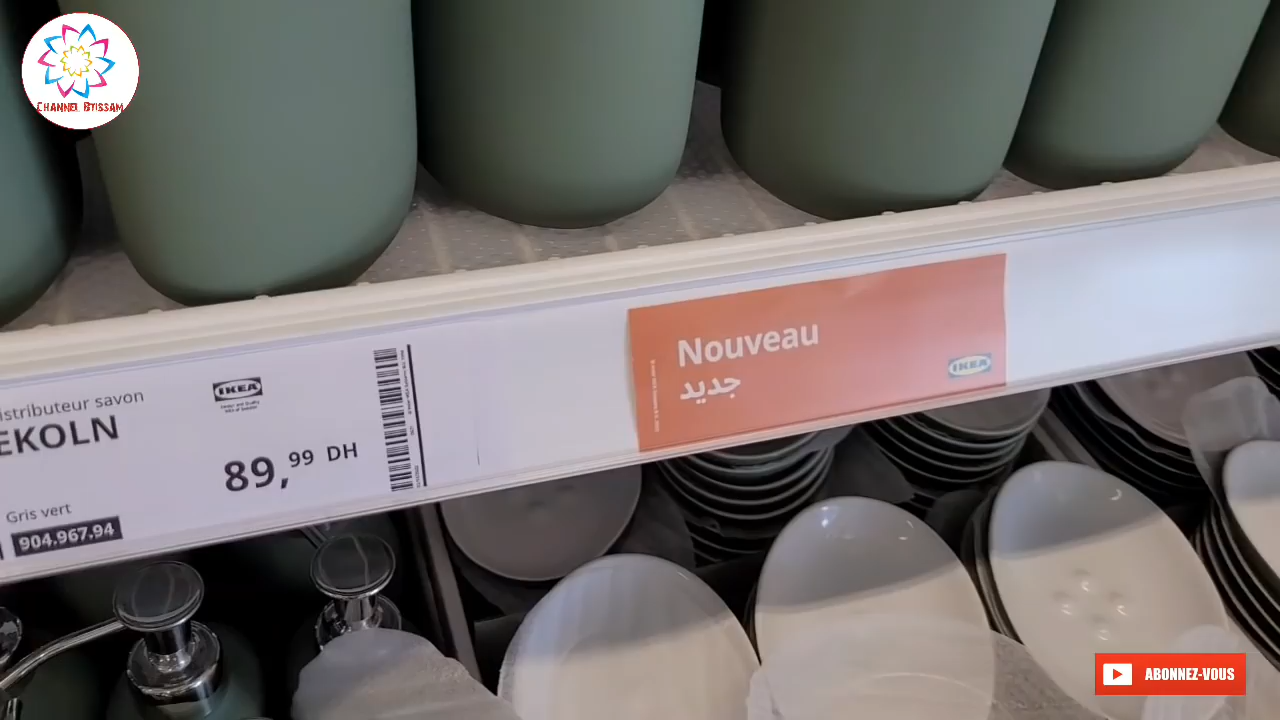 CHANNEL BTISSAM
istributeur savon
EKOLN
IKEA
89,99 DH
Gris vert
904.967.94
Nouveau
جديد
IKEA
ABONNEZ-VOUS